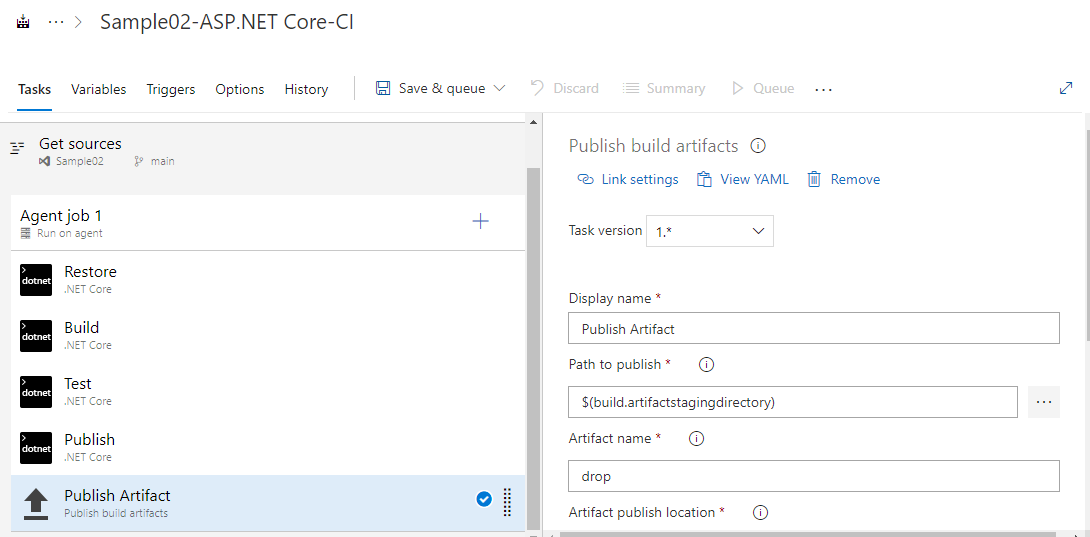 ··· > Sample02-ASP.NET Core-CI
Tasks Variables Triggers Options History Save & queue Discard Summary Queue ···
Get sources
Sample02 main
Agent job 1
Run on agent
>
dotnet
Restore
.NET Core
>
dotnet
Build
.NET Core
>
dotnet
Test
.NET Core
>
dotnet
Publish
.NET Core
Publish Artifact
Publish build artifacts
Publish build artifacts
Link settings View YAML Remove
Task version 1.*
Display name *
Publish Artifact
Path to publish *
$(build.artifactstagingdirectory)
···
Artifact name *
drop
Artifact publish location *